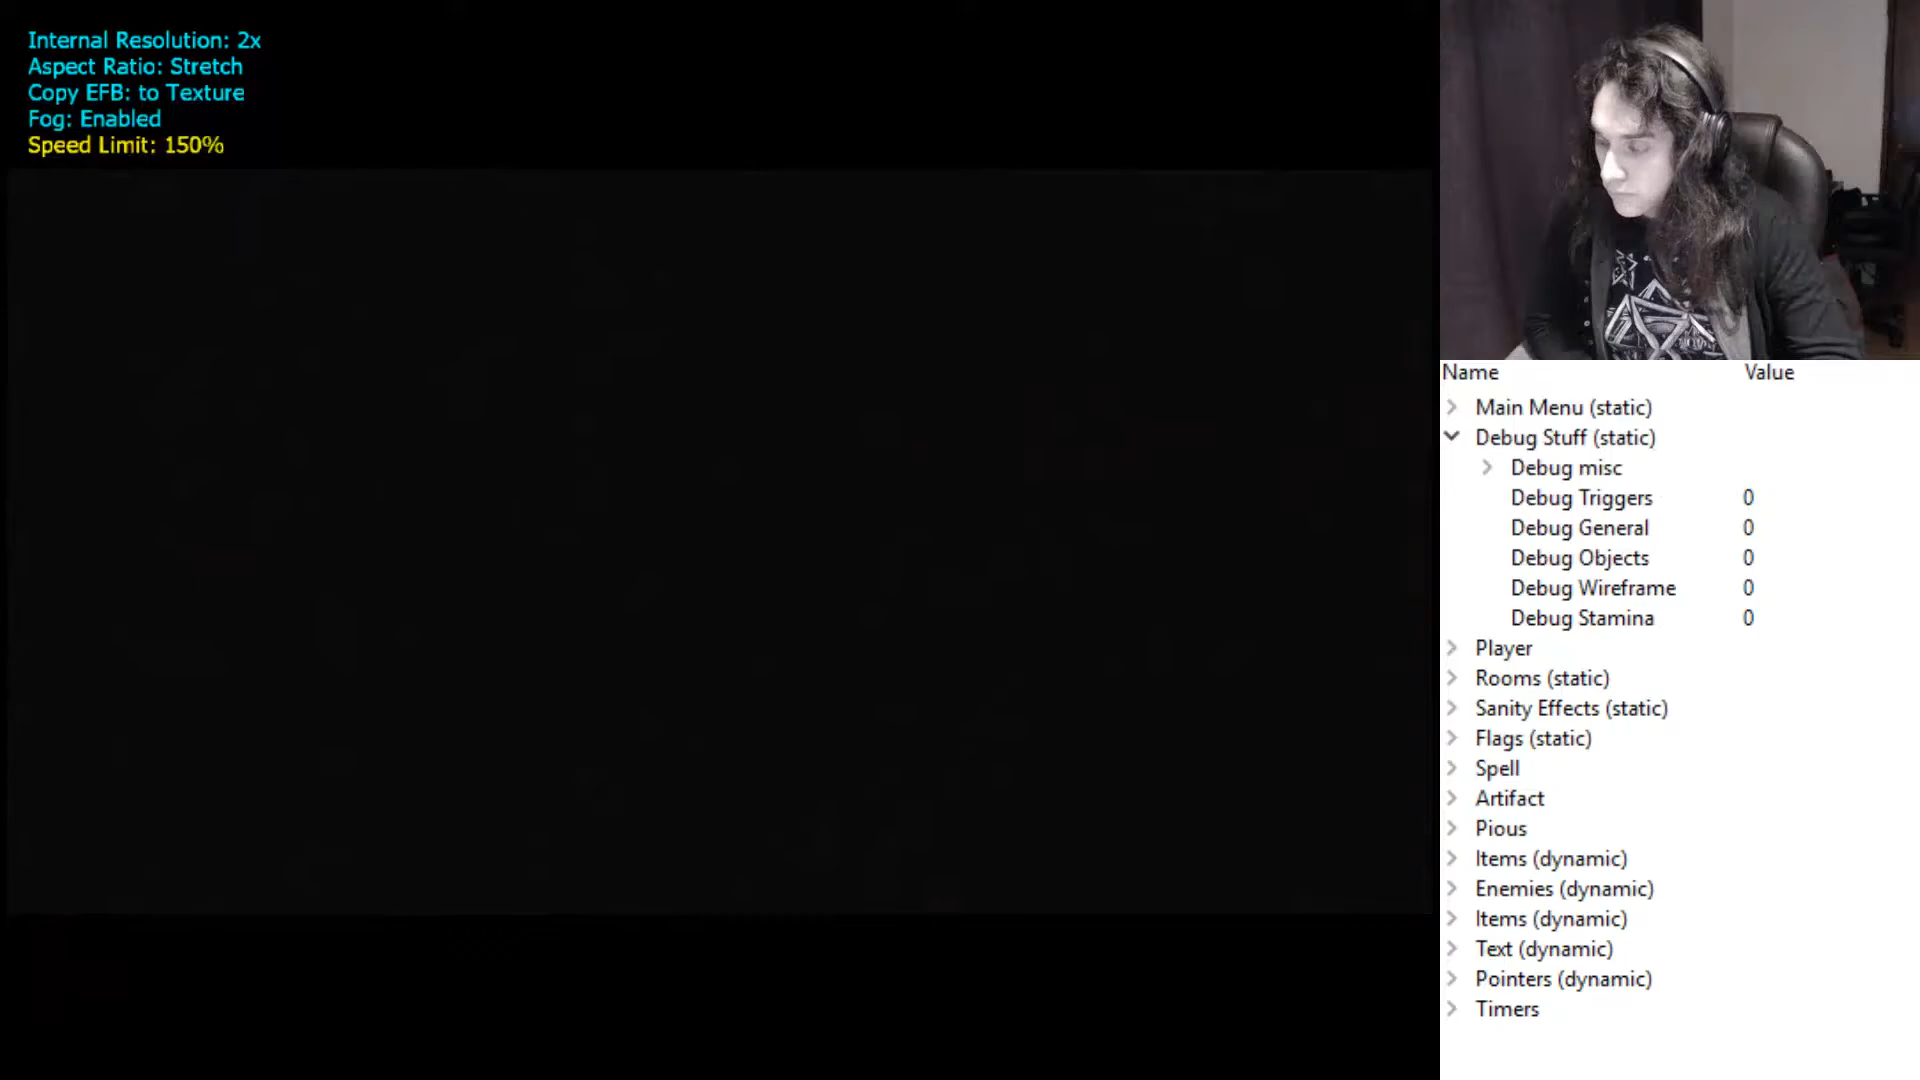 Internal Resolution: 2x
Aspect Ratio: Stretch
Copy EFB: to Texture
Fog: Enabled
Speed Limit: 150%
Name Value
Main Menu (static)
Debug Stuff (static)
Debug misc
Debug Triggers 0
Debug General 0
Debug Objects 0
Debug Wireframe 0
Debug Stamina 0
Player
Rooms (static)
Sanity Effects (static)
Flags (static)
Spell
Artifact
Pious
Items (dynamic)
Enemies (dynamic)
Items (dynamic)
Text (dynamic)
Pointers (dynamic)
Timers